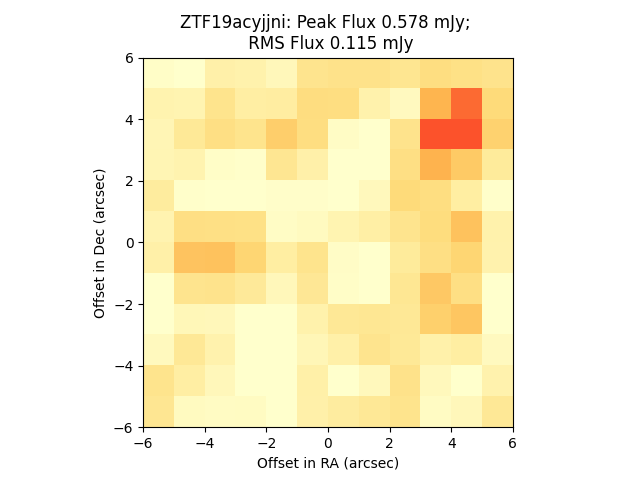 ZTF19acyjjni: Peak Flux 0.578 mJy;
RMS Flux 0.115 mJy
6
4
2
0
−2
−4
−6
Offset in Dec (arcsec)
−6 −4 −2 0 2 4 6
Offset in RA (arcsec)